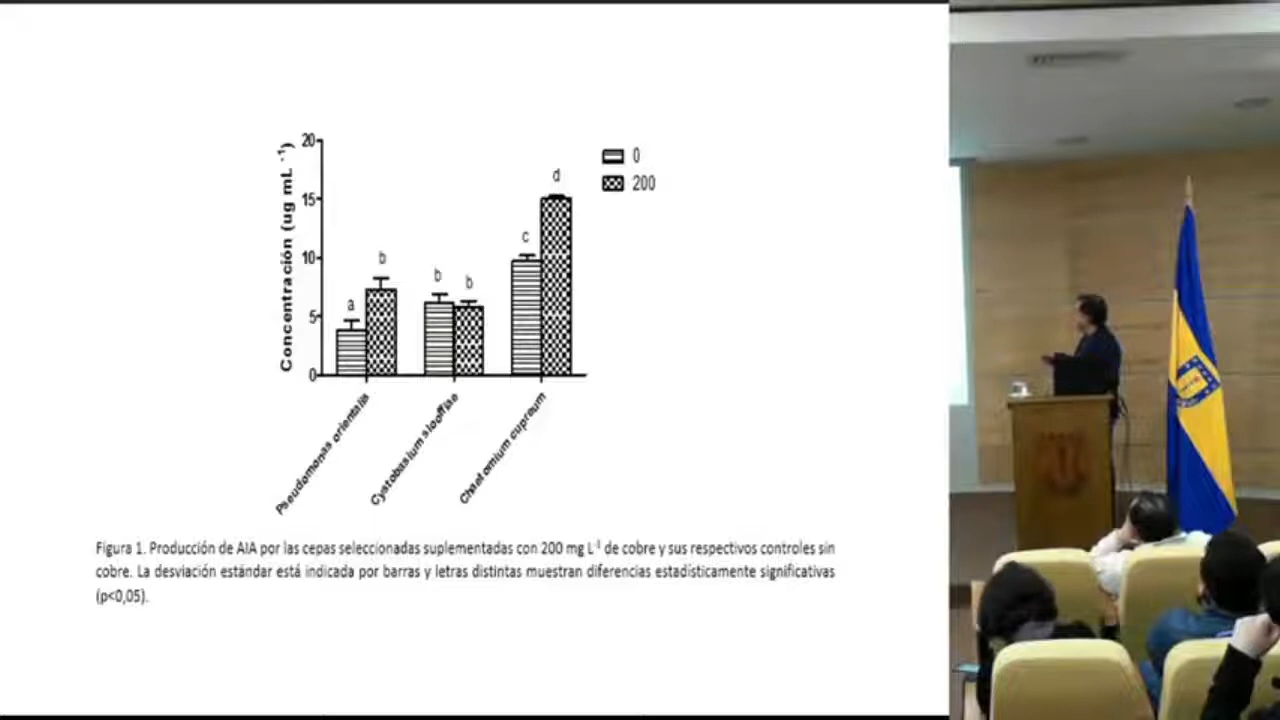 20
15
10
5
0
Concentración (ug mL ⁻¹)
0
200
a
b
b
b
c
d
Pseudomonas orientalis
Cystobasium slooffiae
Chaetomium cupreum
Figura 1. Producción de AIA por las cepas seleccionadas suplementadas con 200 mg L⁻¹ de cobre y sus respectivos controles sin
cobre. La desviación estándar está indicada por barras y letras distintas muestran diferencias estadísticamente significativas
(p<0,05).